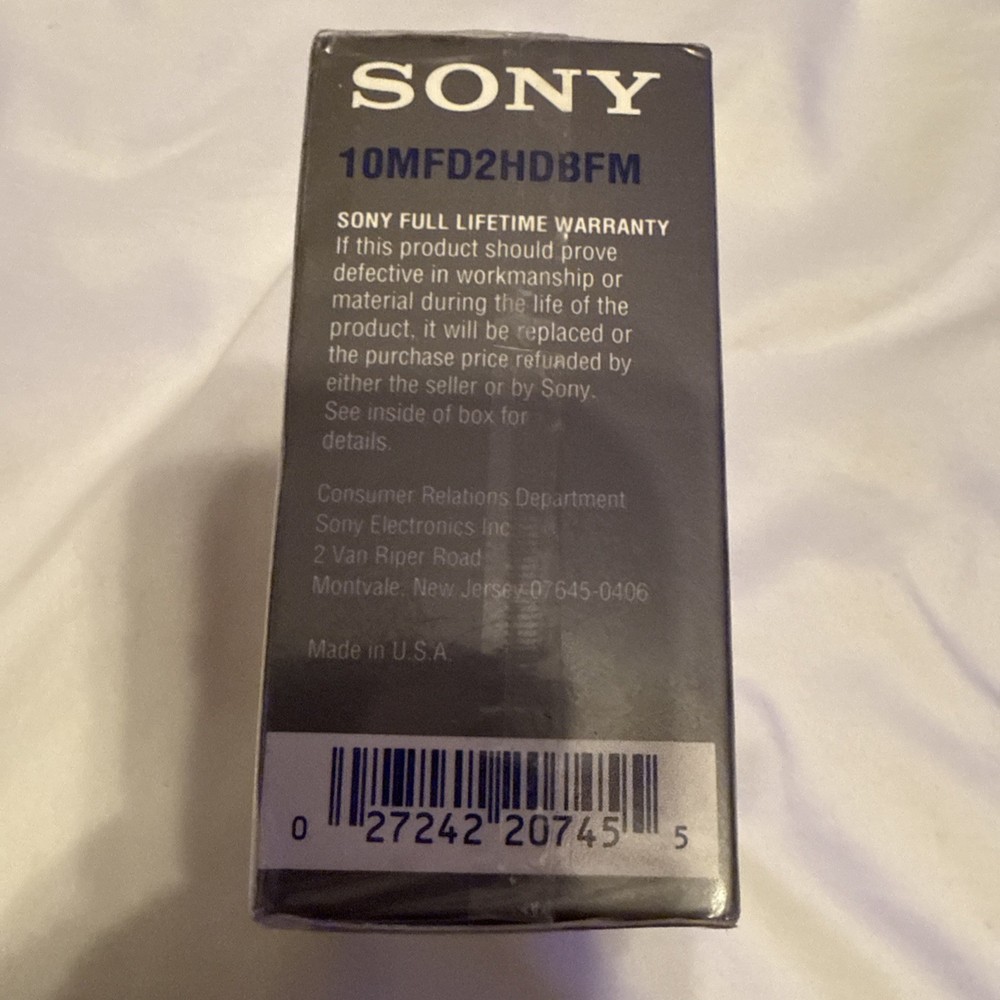 SONY
10MFD2HDBFM
SONY FULL LIFETIME WARRANTY
If this product should prove
defective in workmanship or
material during the life of the
product, it will be replaced or
the purchase price refunded by
either the seller or by Sony.
See inside of box for
details.
Consumer Relations Department
Sony Electronics Inc
2 Van Riper Road
Montvale, New Jersey 07645-0406
Made in U.S.A.
0 27242 20745 5